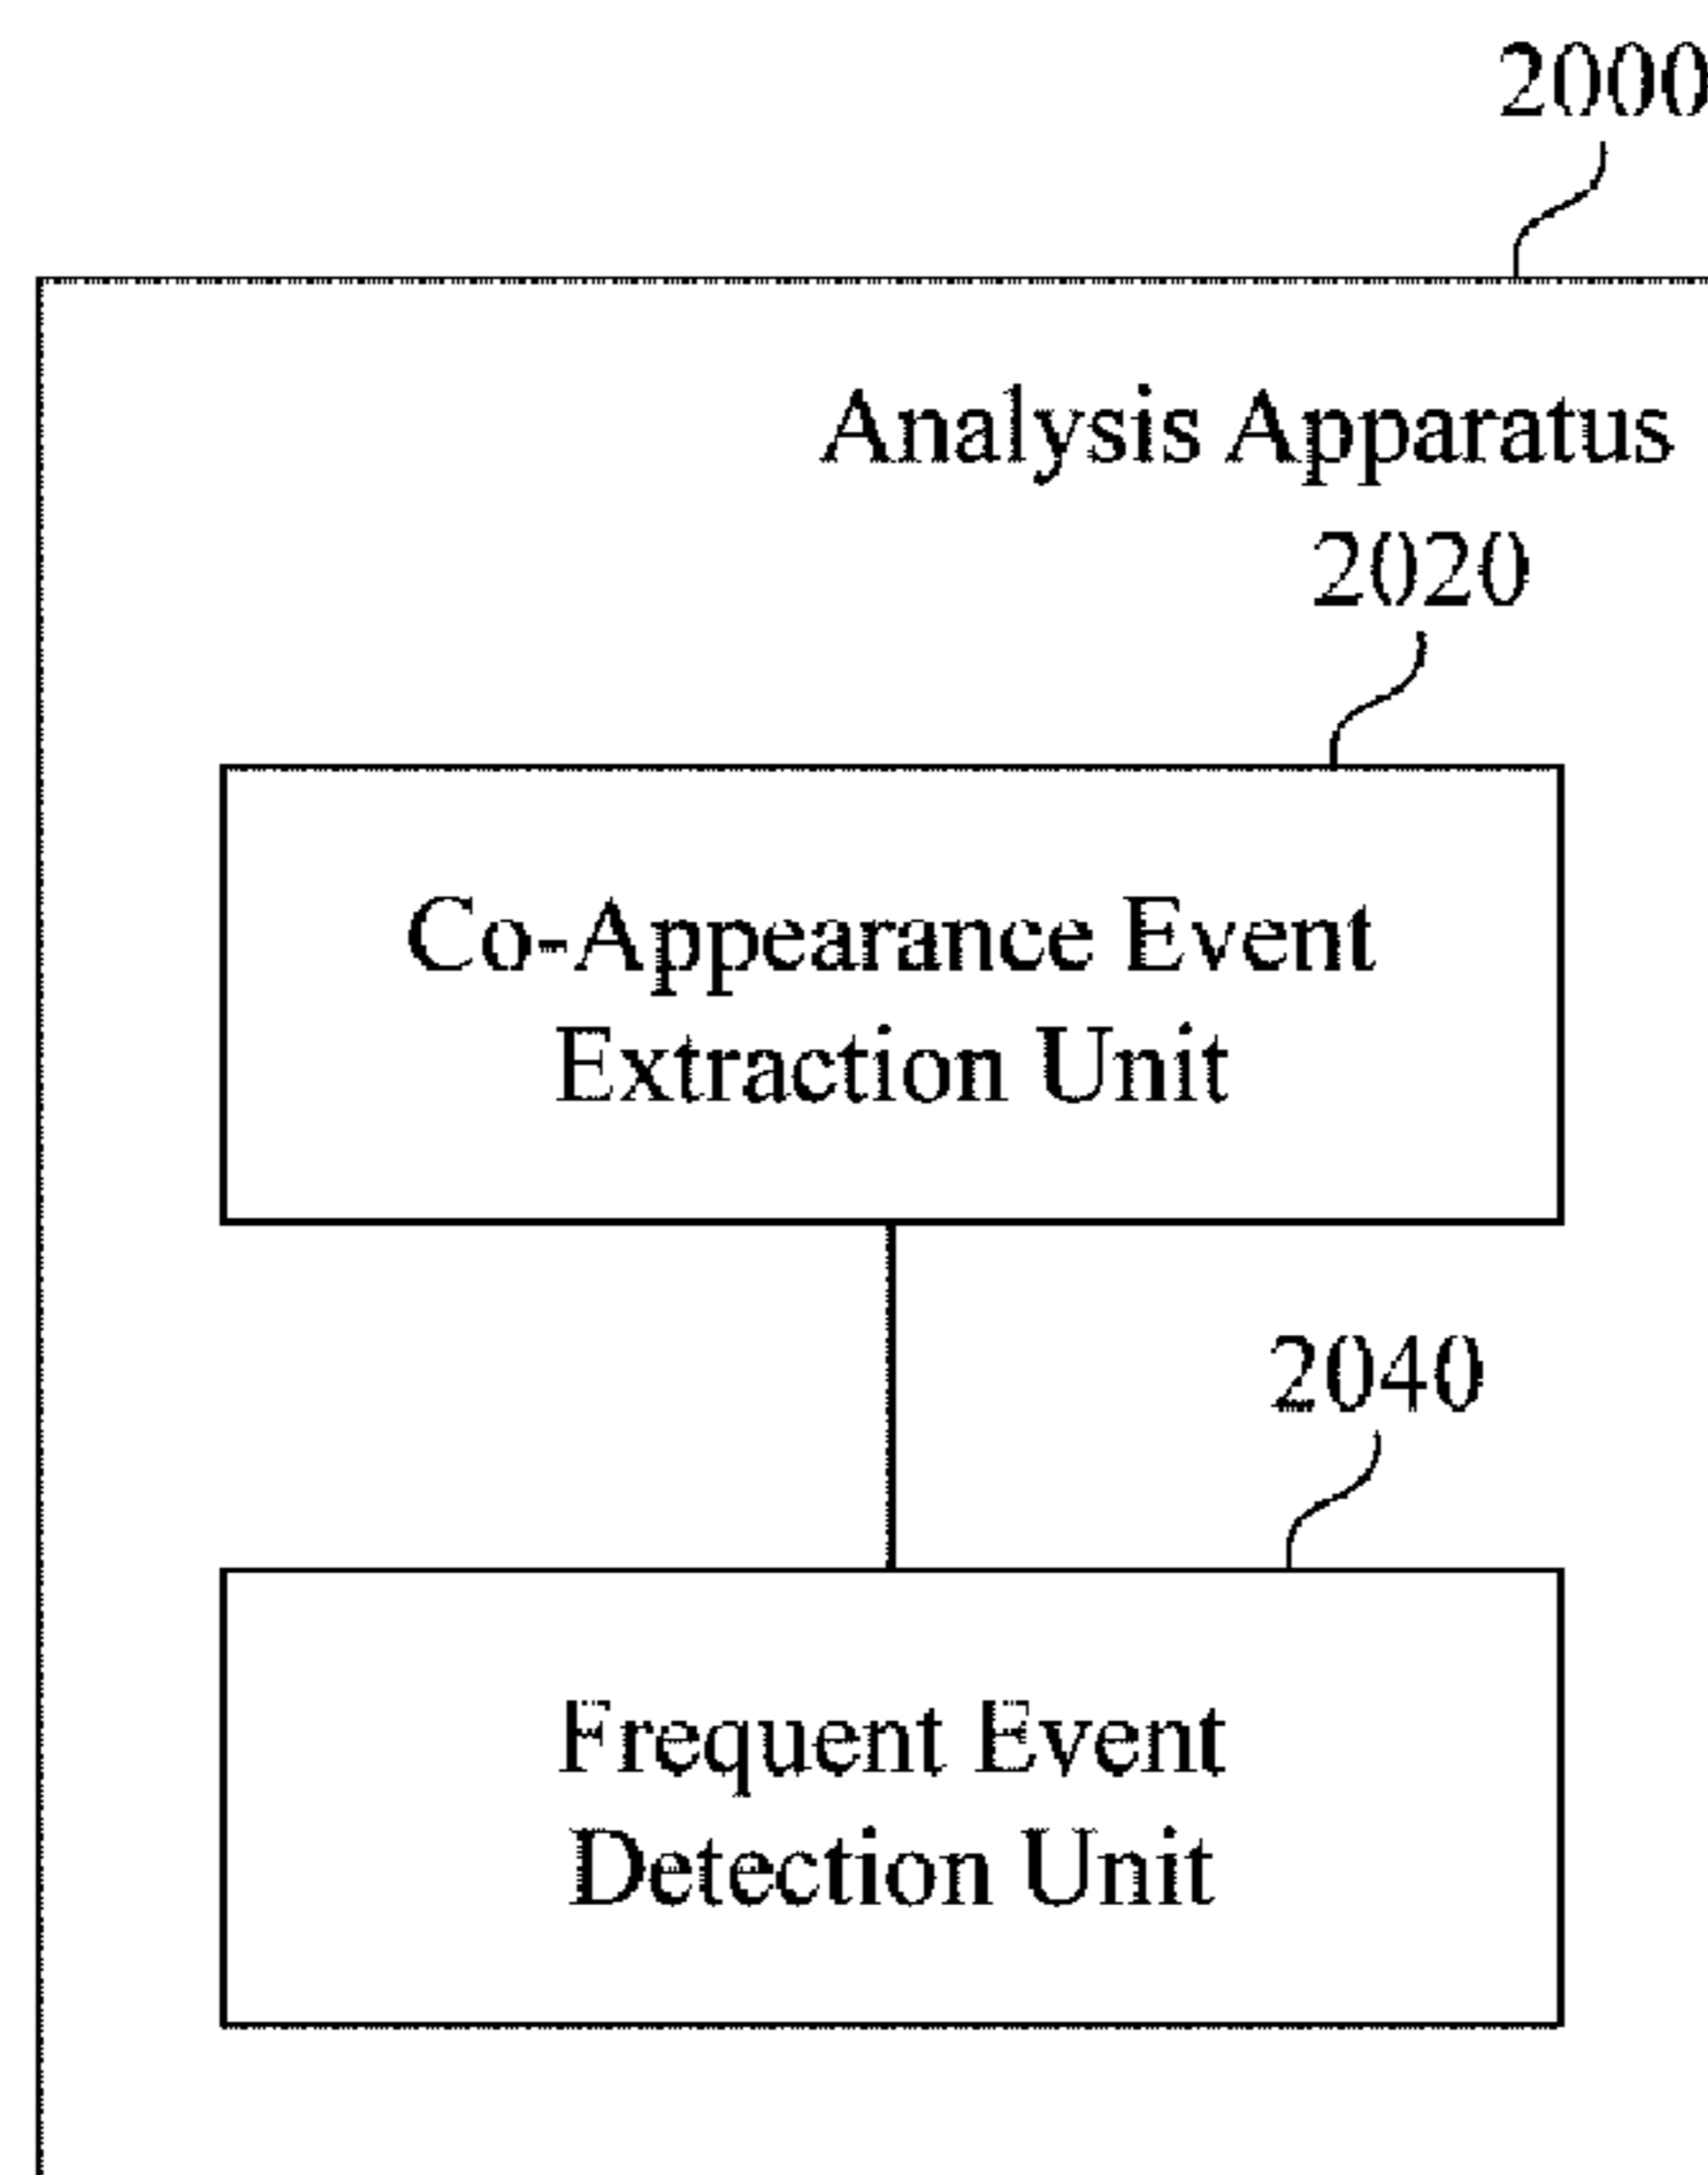 2000
Analysis Apparatus
2020
Co-Appearance Event
Extraction Unit
2040
Frequent Event
Detection Unit